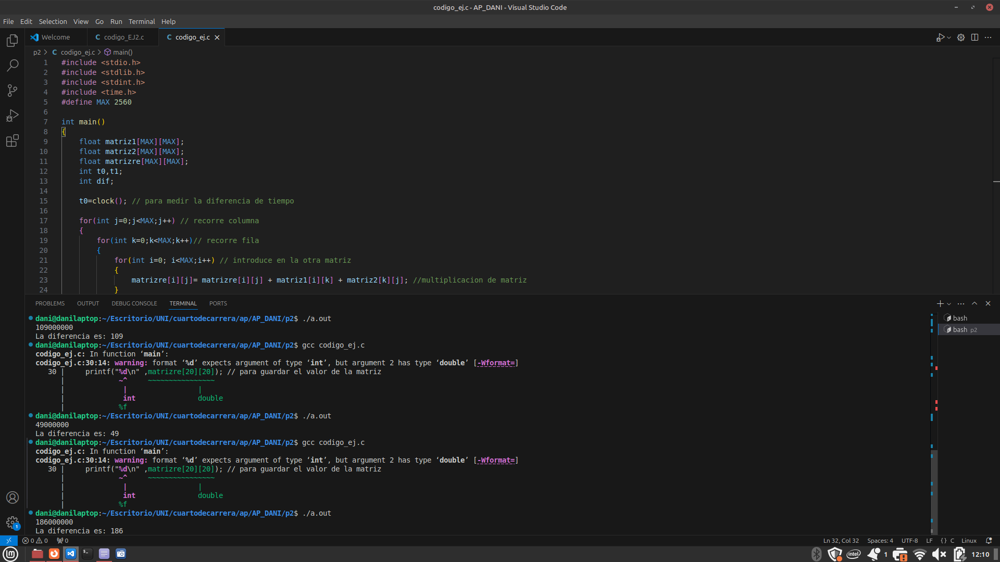 codigo_ej.c - AP_DANI - Visual Studio Code
File Edit Selection View Go Run Terminal Help
Welcome codigo_EJ2.c codigo_ej.c
p2 > C codigo_ej.c > main()
1 #include <stdio.h>
2 #include <stdlib.h>
3 #include <stdint.h>
4 #include <time.h>
5 #define MAX 2560
6
7 int main()
8 {
9 float matriz1[MAX][MAX];
10 float matriz2[MAX][MAX];
11 float matrizre[MAX][MAX];
12 int t0,t1;
13 int dif;
14
15 t0=clock(); // para medir la diferencia de tiempo
16
17 for(int j=0;j<MAX;j++) // recorre columna
18 {
19 for(int k=0;k<MAX;k++)// recorre fila
20 {
21 for(int i=0; i<MAX;i++) // introduce en la otra matriz
22 {
23 matrizre[i][j]= matrizre[i][j] + matriz1[i][k] + matriz2[k][j]; //multiplicacion de matriz
24 }
PROBLEMS OUTPUT DEBUG CONSOLE TERMINAL PORTS
dani@danilaptop:~/Escritorio/UNI/cuartodecarrera/ap/AP_DANI/p2$ ./a.out
109000000
La diferencia es: 109
dani@danilaptop:~/Escritorio/UNI/cuartodecarrera/ap/AP_DANI/p2$ gcc codigo_ej.c
codigo_ej.c: In function ‘main’:
codigo_ej.c:30:14: warning: format ‘%d’ expects argument of type ‘int’, but argument 2 has type ‘double’ [-Wformat=]
30 | printf("%d\n" ,matrizre[20][20]); // para guardar el valor de la matriz
| ~^ ~~~~~~~~~~~~~~~~
| | |
| int double
| %f
dani@danilaptop:~/Escritorio/UNI/cuartodecarrera/ap/AP_DANI/p2$ ./a.out
49000000
La diferencia es: 49
dani@danilaptop:~/Escritorio/UNI/cuartodecarrera/ap/AP_DANI/p2$ gcc codigo_ej.c
codigo_ej.c: In function ‘main’:
codigo_ej.c:30:14: warning: format ‘%d’ expects argument of type ‘int’, but argument 2 has type ‘double’ [-Wformat=]
30 | printf("%d\n" ,matrizre[20][20]); // para guardar el valor de la matriz
| ~^ ~~~~~~~~~~~~~~~~
| | |
| int double
| %f
dani@danilaptop:~/Escritorio/UNI/cuartodecarrera/ap/AP_DANI/p2$ ./a.out
186000000
La diferencia es: 186
bash
bash p2
1
0 0 0 Ln 32, Col 32 Spaces: 4 UTF-8 LF {} C Linux
intel 1 12:10